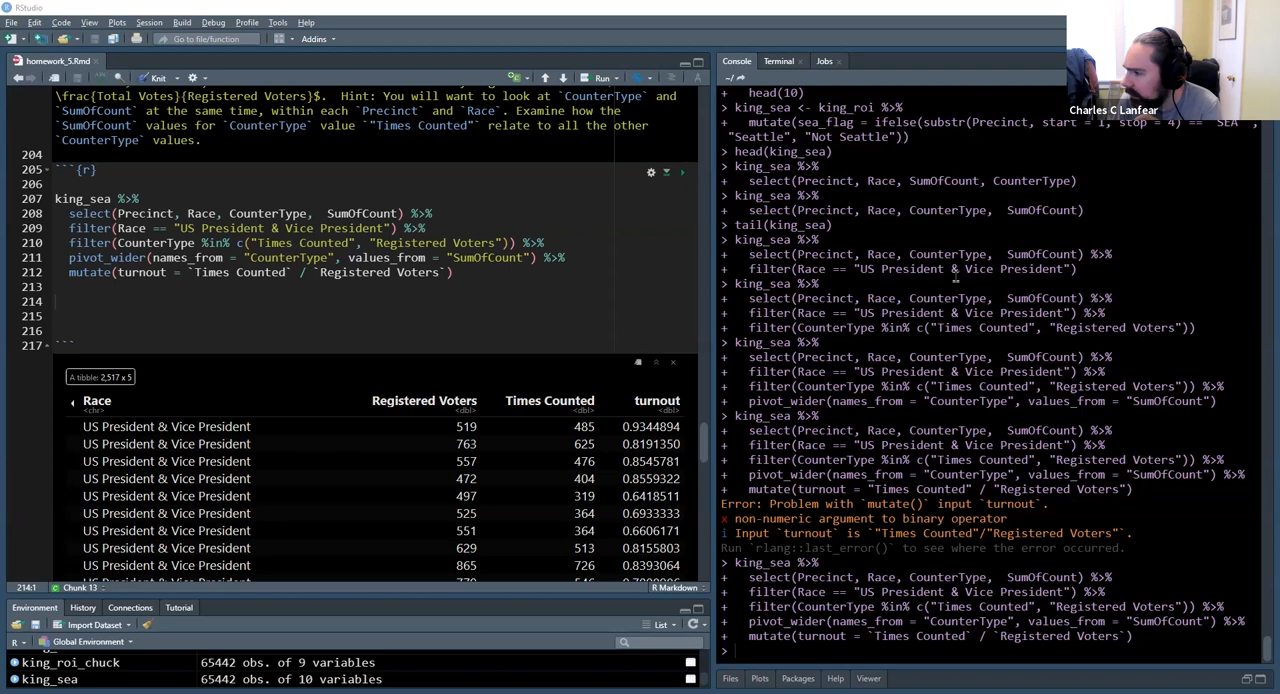 RStudio
File Edit Code View Plots Session Build Debug Profile Tools Help
Go to file/function Addins
homework_5.Rmd
Knit Run
\frac{Total Votes}{Registered Voters}$. Hint: You will want to look at `CounterType` and
`SumOfCount` at the same time, within each `Precinct` and `Race`. Examine how the
`SumOfCount` values for `CounterType` value `"Times Counted"` relate to all the other
`CounterType` values.
204
205 ```{r}
206
207 king_sea %>%
208 select(Precinct, Race, CounterType,  SumOfCount) %>%
209 filter(Race == "US President & Vice President") %>%
210 filter(CounterType %in% c("Times Counted", "Registered Voters")) %>%
211 pivot_wider(names_from = "CounterType", values_from = "SumOfCount") %>%
212 mutate(turnout = `Times Counted` / `Registered Voters`)
213
214
215
216
217 ```
A tibble: 2,517 x 5
Race Registered Voters Times Counted turnout
<chr> <dbl> <dbl> <dbl>
US President & Vice President 519 485 0.9344894
US President & Vice President 763 625 0.8191350
US President & Vice President 557 476 0.8545781
US President & Vice President 472 404 0.8559322
US President & Vice President 497 319 0.6418511
US President & Vice President 525 364 0.6933333
US President & Vice President 551 364 0.6606171
US President & Vice President 629 513 0.8155803
US President & Vice President 865 726 0.8393064
US President & Vice President
214:1 Chunk 13 R Markdown
Environment History Connections Tutorial
Import Dataset List
R Global Environment
king_roi_chuck 65442 obs. of 9 variables
king_sea 65442 obs. of 10 variables
Console Terminal Jobs
~/
+ head(10)
> king_sea <- king_roi %>%
+ mutate(sea_flag = ifelse(substr(Precinct, start = 1, stop = 4) == "SEA ",
"Seattle", "Not Seattle"))
> head(king_sea)
> king_sea %>%
+ select(Precinct, Race, SumOfCount, CounterType)
> king_sea %>%
+ select(Precinct, Race, CounterType,  SumOfCount)
> tail(king_sea)
> king_sea %>%
+ select(Precinct, Race, CounterType,  SumOfCount) %>%
+ filter(Race == "US President & Vice President")
> king_sea %>%
+ select(Precinct, Race, CounterType,  SumOfCount) %>%
+ filter(Race == "US President & Vice President") %>%
+ filter(CounterType %in% c("Times Counted", "Registered Voters"))
> king_sea %>%
+ select(Precinct, Race, CounterType,  SumOfCount) %>%
+ filter(Race == "US President & Vice President") %>%
+ filter(CounterType %in% c("Times Counted", "Registered Voters")) %>%
+ pivot_wider(names_from = "CounterType", values_from = "SumOfCount")
> king_sea %>%
+ select(Precinct, Race, CounterType,  SumOfCount) %>%
+ filter(Race == "US President & Vice President") %>%
+ filter(CounterType %in% c("Times Counted", "Registered Voters")) %>%
+ pivot_wider(names_from = "CounterType", values_from = "SumOfCount") %>%
+ mutate(turnout = "Times Counted" / "Registered Voters")
Error: Problem with `mutate()` input `turnout`.
x non-numeric argument to binary operator
i Input `turnout` is `"Times Counted"/"Registered Voters"`.
Run `rlang::last_error()` to see where the error occurred.
> king_sea %>%
+ select(Precinct, Race, CounterType,  SumOfCount) %>%
+ filter(Race == "US President & Vice President") %>%
+ filter(CounterType %in% c("Times Counted", "Registered Voters")) %>%
+ pivot_wider(names_from = "CounterType", values_from = "SumOfCount") %>%
+ mutate(turnout = `Times Counted` / `Registered Voters`)
>
Files Plots Packages Help Viewer
Charles C Lanfear